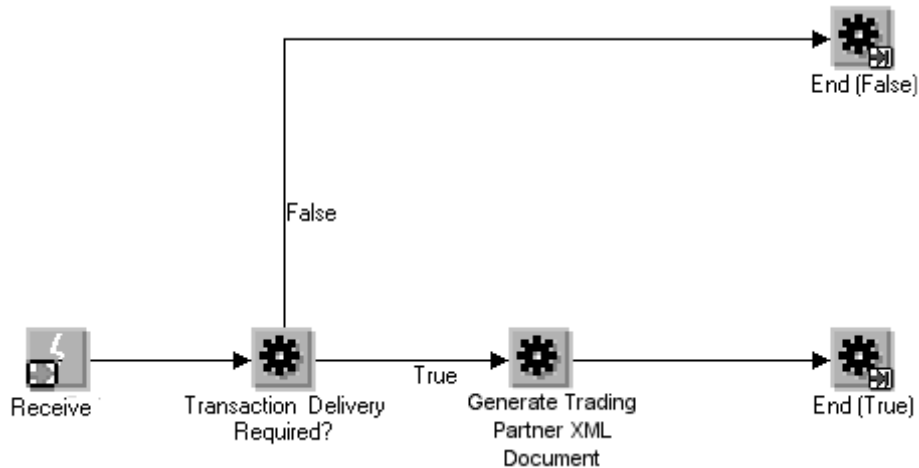 End (False)
False
True
Receive
Transaction Delivery
Required?
Generate Trading
Partner XML
Document
End (True)